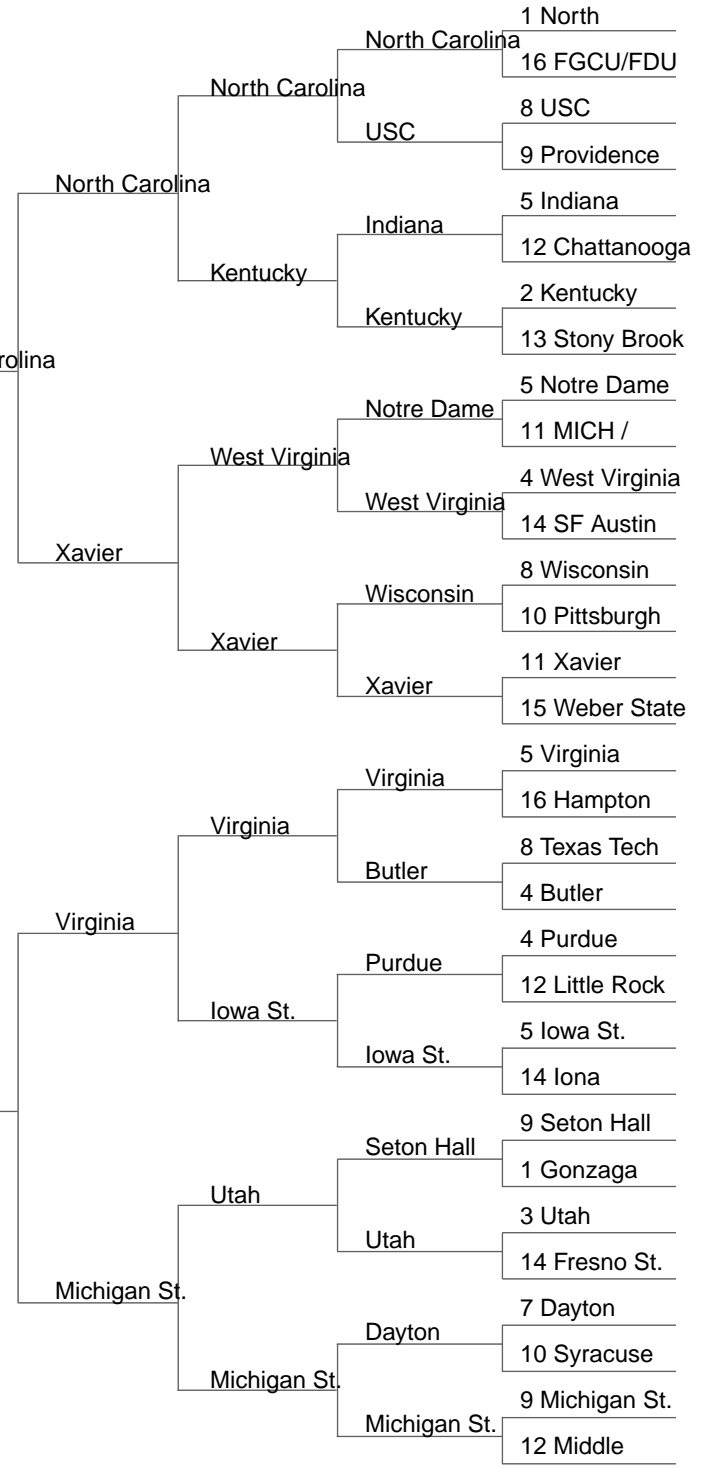 1 North
North Carolina
16 FGCU/FDU
North Carolina
8 USC
USC
9 Providence
North Carolina
5 Indiana
Indiana
12 Chattanooga
Kentucky
2 Kentucky
Kentucky
13 Stony Brook
rolina
5 Notre Dame
Notre Dame
11 MICH /
West Virginia
4 West Virginia
West Virginia
14 SF Austin
Xavier
8 Wisconsin
Wisconsin
10 Pittsburgh
Xavier
11 Xavier
Xavier
15 Weber State
5 Virginia
Virginia
16 Hampton
Virginia
8 Texas Tech
Butler
4 Butler
Virginia
4 Purdue
Purdue
12 Little Rock
Iowa St.
5 Iowa St.
Iowa St.
14 Iona
9 Seton Hall
Seton Hall
1 Gonzaga
Utah
3 Utah
Utah
14 Fresno St.
Michigan St.
7 Dayton
Dayton
10 Syracuse
Michigan St.
9 Michigan St.
Michigan St.
12 Middle